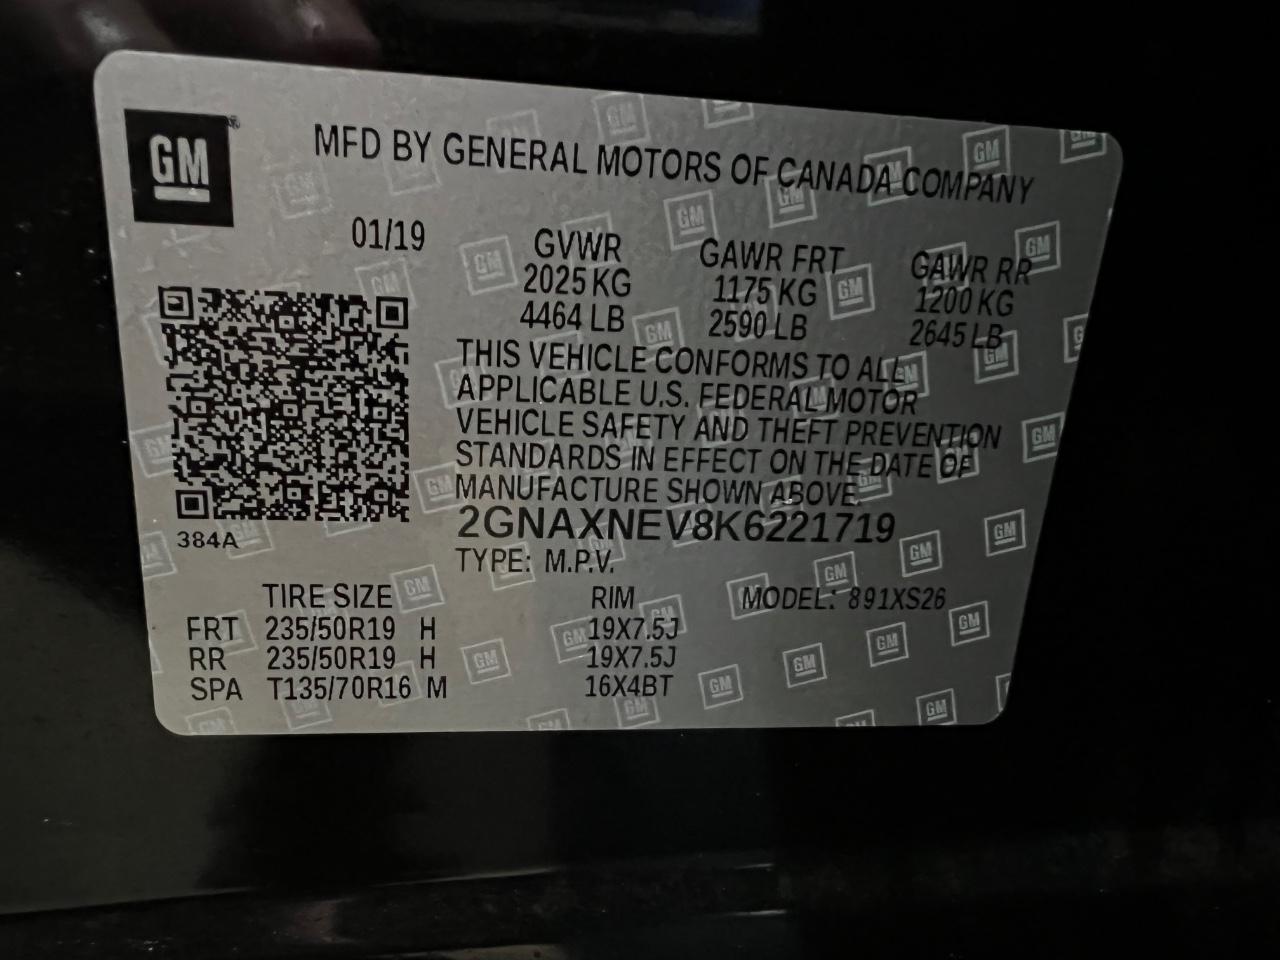 GM
MFD BY GENERAL MOTORS OF CANADA COMPANY
01/19
GVWR GAWR FRT GAWR RR
2025 KG 1175 KG 1200 KG
4464 LB 2590 LB 2645 LB
THIS VEHICLE CONFORMS TO ALL
APPLICABLE U.S. FEDERAL MOTOR
VEHICLE SAFETY AND THEFT PREVENTION
STANDARDS IN EFFECT ON THE DATE OF
MANUFACTURE SHOWN ABOVE.
2GNAXNEV8K6221719
384A
TYPE: M.P.V.
TIRE SIZE RIM MODEL: 891XS26
FRT 235/50R19 H 19X7.5J
RR 235/50R19 H 19X7.5J
SPA T135/70R16 M 16X4BT